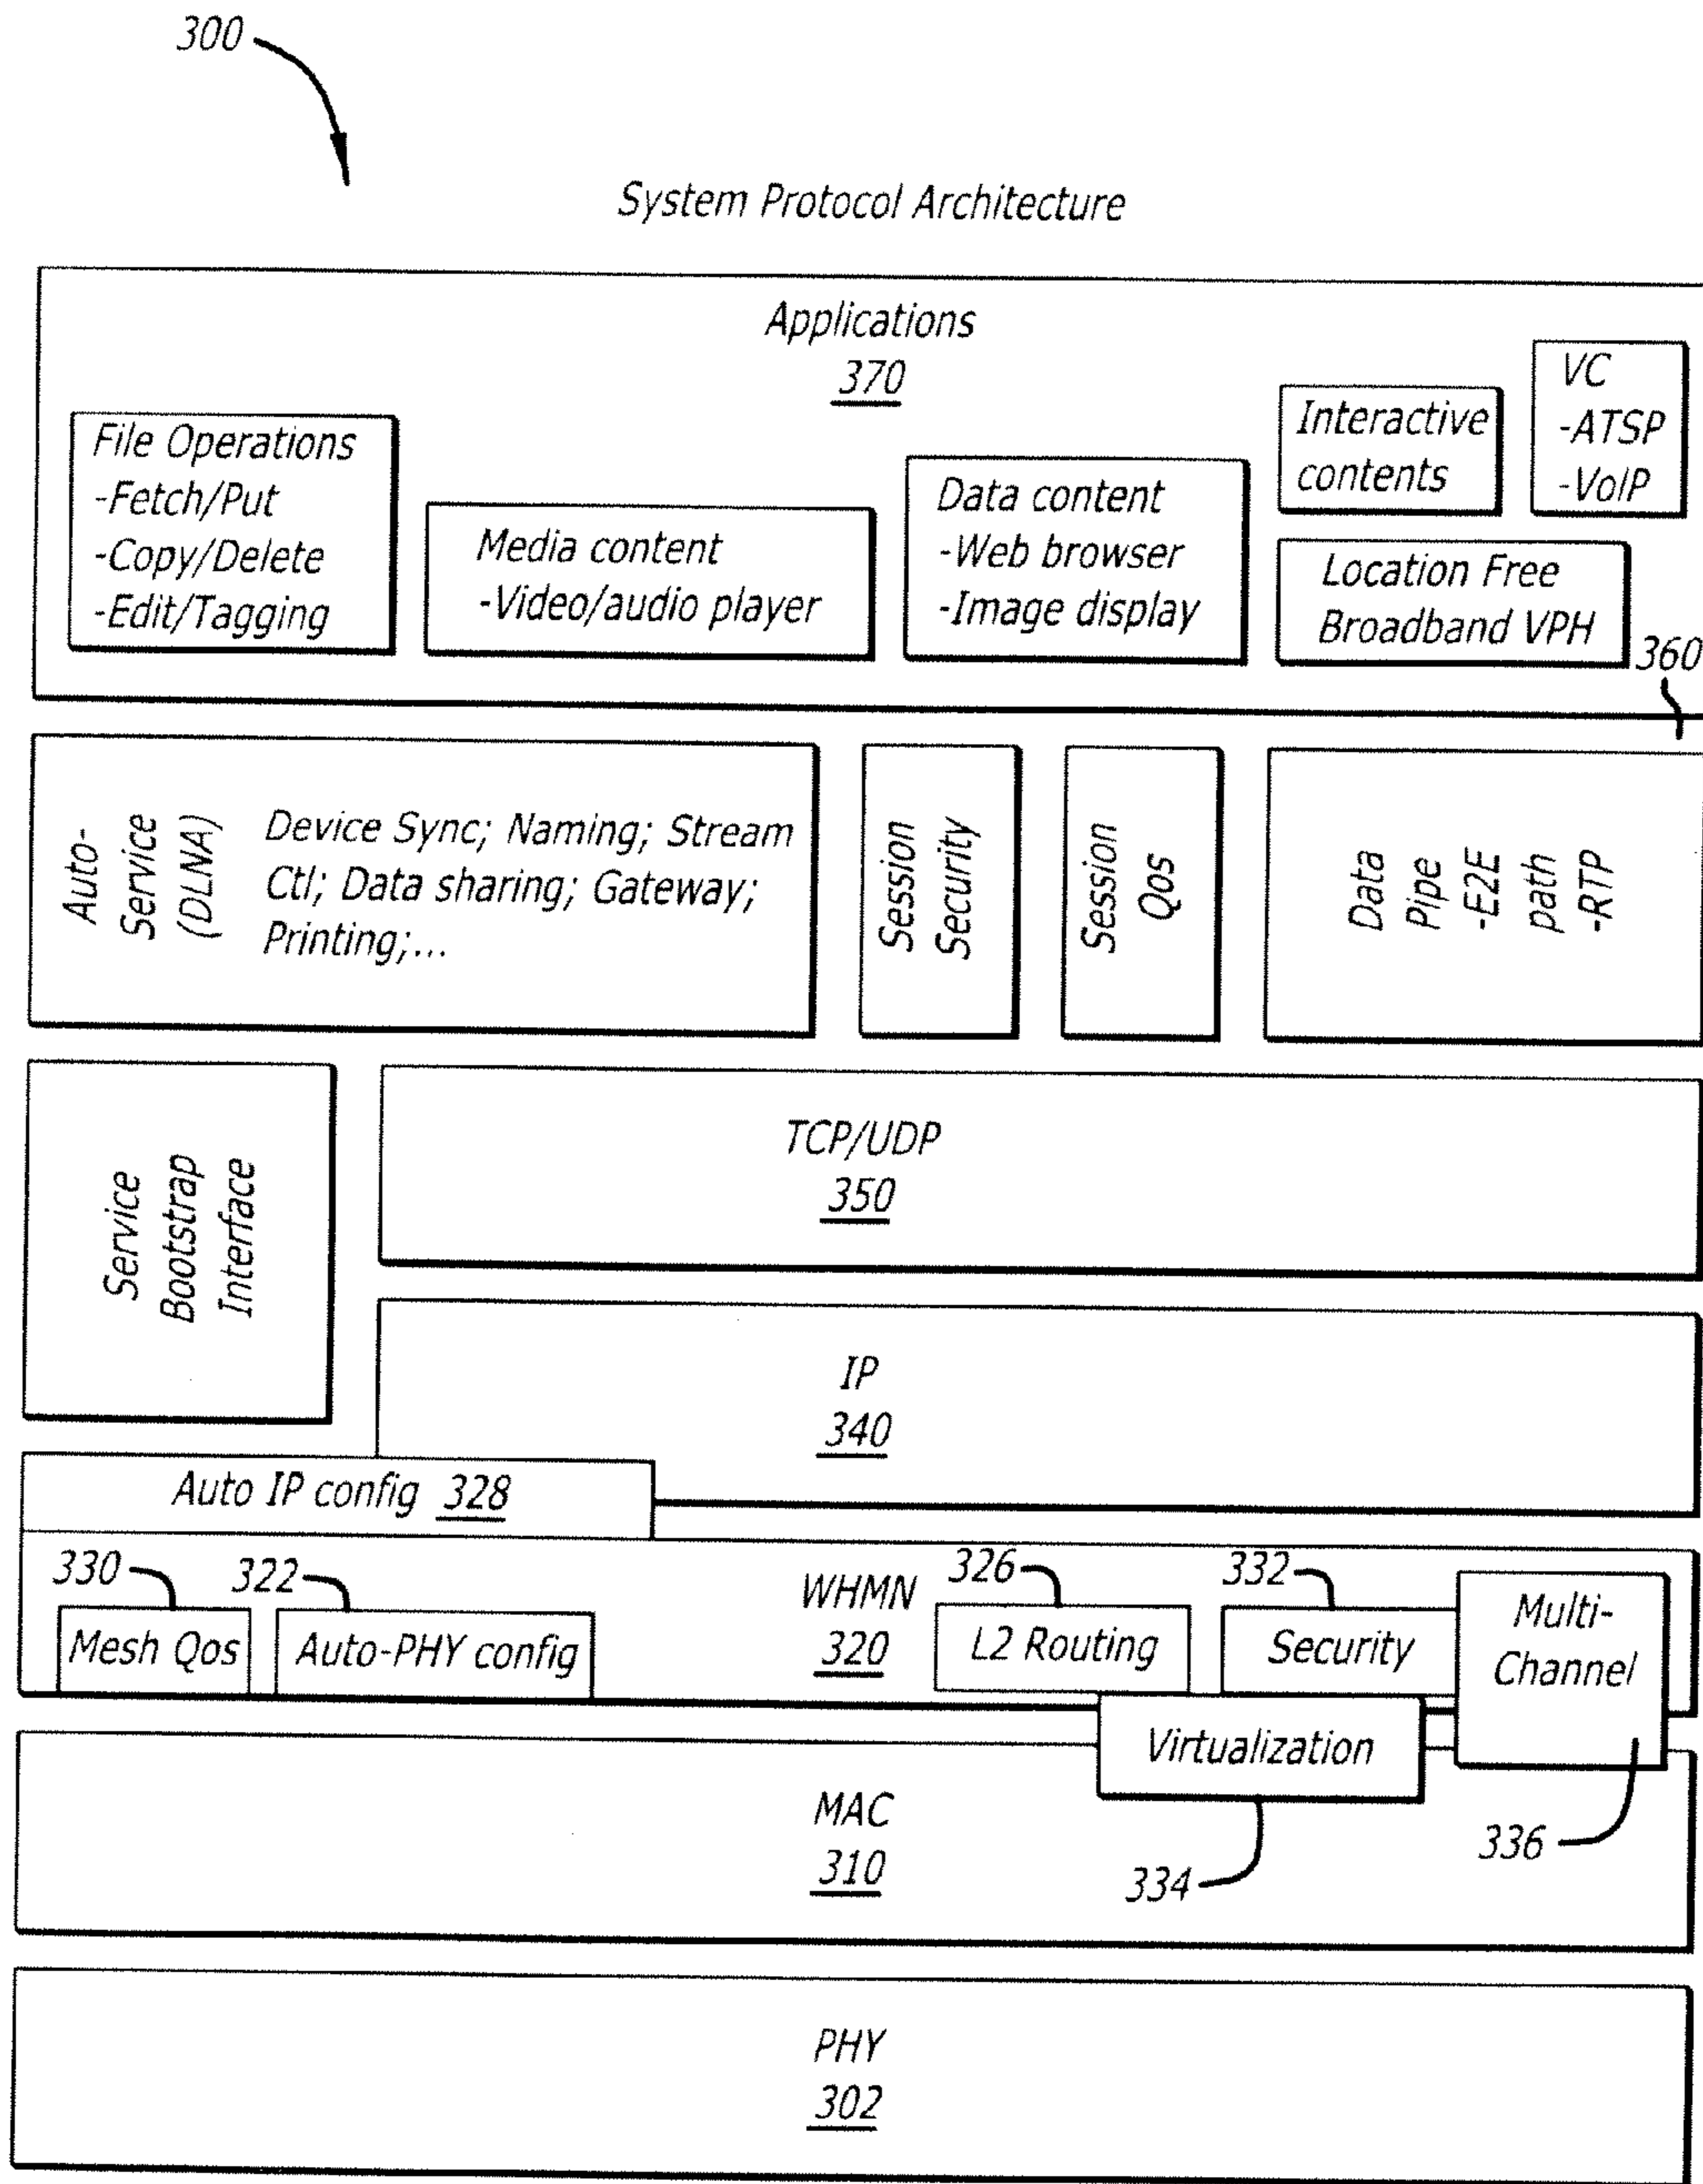 300
System Protocol Architecture
Applications
370
File Operations
-Fetch/Put
-Copy/Delete
-Edit/Tagging
Media content
-Video/audio player
Data content
-Web browser
-Image display
Interactive
contents
VC
-ATSP
-VoIP
Location Free
Broadband VPH
360
Auto-
Service
(DLNA)
Device Sync; Naming; Stream
Ctl; Data sharing; Gateway;
Printing;...
Session
Security
Session
Qos
Data
Pipe
-E2E
path
-RTP
Service
Bootstrap
Interface
TCP/UDP
350
IP
340
Auto IP config 328
330
322
WHMN
320
326
332
Mesh Qos
Auto-PHY config
L2 Routing
Security
Multi-
Channel
Virtualization
MAC
310
334
336
PHY
302